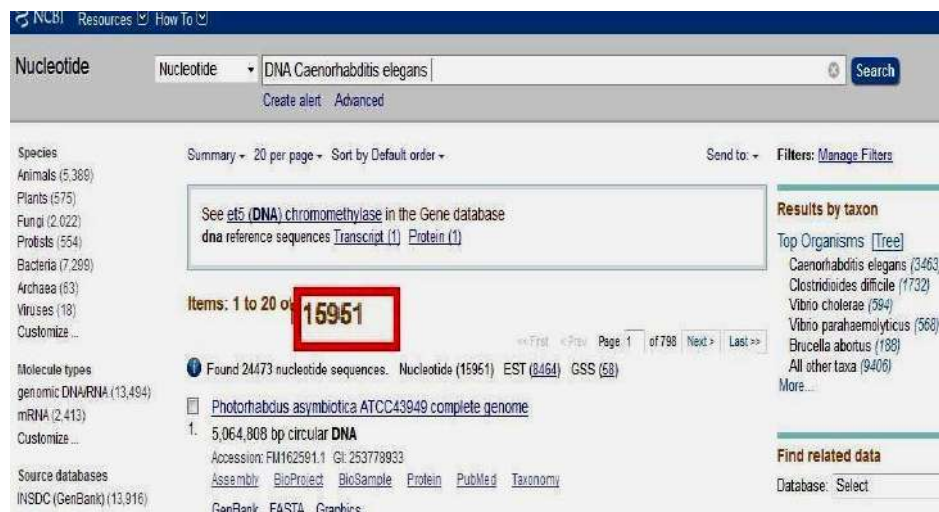 NCBI Resources How To
Nucleotide
Nucleotide DNA Caenorhabditis elegans Search
Create alert Advanced
Species
Animals (5,389)
Plants (575)
Fungi (2,022)
Protists (554)
Bacteria (7,299)
Archaea (63)
Viruses (18)
Customize ...
Molecule types
genomic DNA/RNA (13,494)
mRNA (2,413)
Customize ...
Source databases
INSDC (GenBank) (13,916)
Summary 20 per page Sort by Default order Send to:
See et5 (DNA) chromomethylase in the Gene database
dna reference sequences Transcript (1) Protein (1)
Items: 1 to 20 of 15951
<< First < Prev Page 1 of 798 Next > Last >>
Found 24473 nucleotide sequences. Nucleotide (15951) EST (8464) GSS (58)
Photorhabdus asymbiotica ATCC43949 complete genome
1. 5,064,808 bp circular DNA
Accession: FM162591.1 GI: 253778933
Assembly BioProject BioSample Protein PubMed Taxonomy
GenBank FASTA Graphics
Filters: Manage Filters
Results by taxon
Top Organisms [Tree]
Caenorhabditis elegans (3463)
Clostridioides difficile (1732)
Vibrio cholerae (594)
Vibrio parahaemolyticus (568)
Brucella abortus (188)
All other taxa (9406)
More...
Find related data
Database: Select